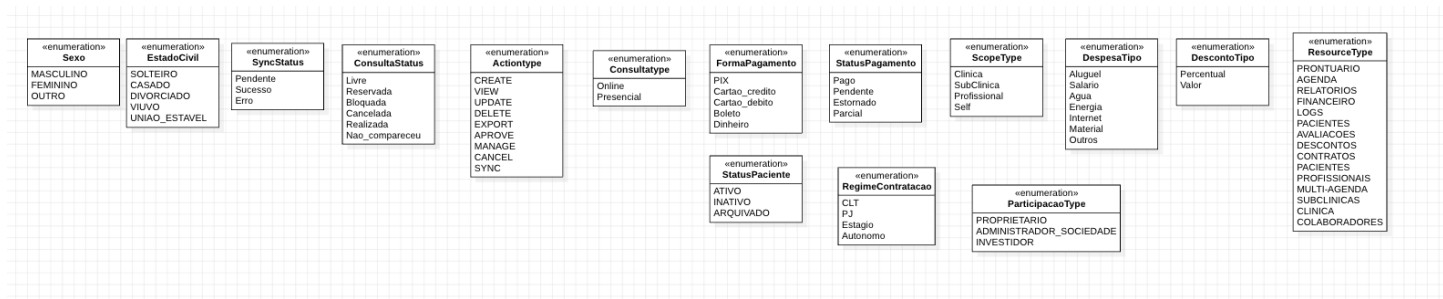 «enumeration»
Sexo
MASCULINO
FEMININO
OUTRO
«enumeration»
EstadoCivil
SOLTEIRO
CASADO
DIVORCIADO
VIUVO
UNIAO_ESTAVEL
«enumeration»
SyncStatus
Pendente
Sucesso
Erro
«enumeration»
ConsultaStatus
Livre
Reservada
Bloquada
Cancelada
Realizada
Nao_compareceu
«enumeration»
Actiontype
CREATE
VIEW
UPDATE
DELETE
EXPORT
APROVE
MANAGE
CANCEL
SYNC
«enumeration»
Consultatype
Online
Presencial
«enumeration»
FormaPagamento
PIX
Cartao_credito
Cartao_debito
Boleto
Dinheiro
«enumeration»
StatusPagamento
Pago
Pendente
Estornado
Parcial
«enumeration»
ScopeType
Clinica
SubClinica
Profissional
Self
«enumeration»
DespesaTipo
Aluguel
Salario
Agua
Energia
Internet
Material
Outros
«enumeration»
DescontoTipo
Percentual
Valor
«enumeration»
ResourceType
PRONTUARIO
AGENDA
RELATORIOS
FINANCEIRO
LOGS
PACIENTES
AVALIACOES
DESCONTOS
CONTRATOS
PACIENTES
PROFISSIONAIS
MULTI-AGENDA
SUBCLINICAS
CLINICA
COLABORADORES
«enumeration»
StatusPaciente
ATIVO
INATIVO
ARQUIVADO
«enumeration»
RegimeContratacao
CLT
PJ
Estagio
Autonomo
«enumeration»
ParticipacaoType
PROPRIETARIO
ADMINISTRADOR_SOCIEDADE
INVESTIDOR